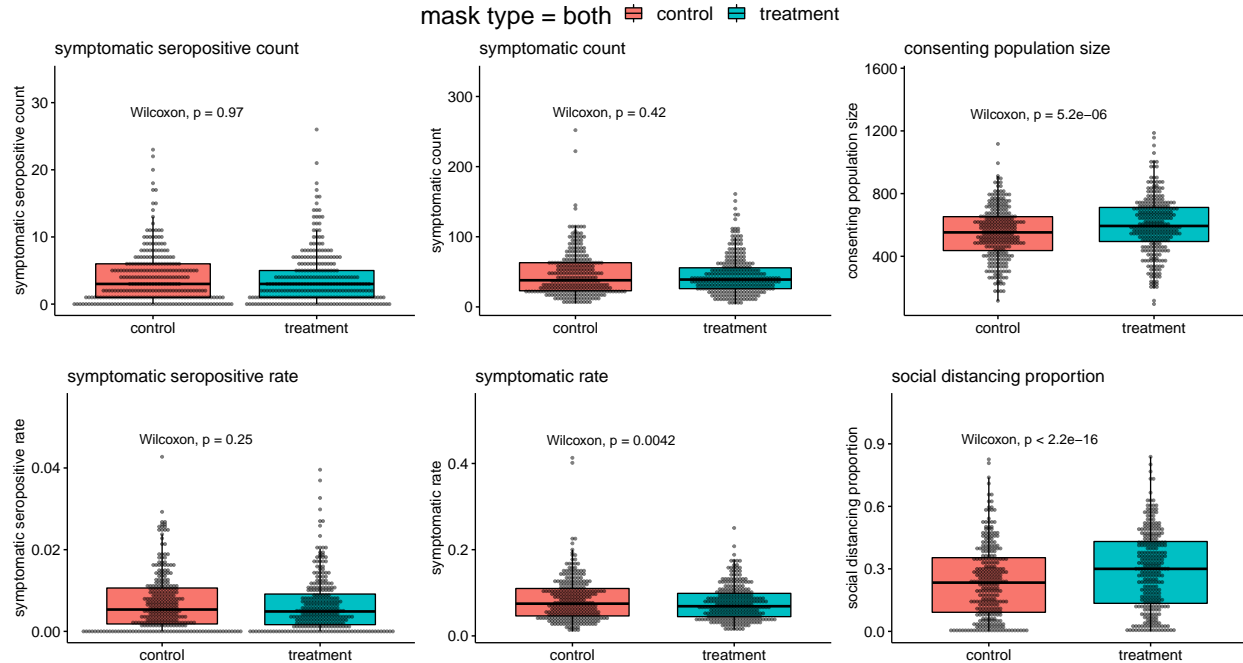 mask type = both control treatment
symptomatic seropositive count
symptomatic count
consenting population size
symptomatic seropositive count
30
20
10
0
Wilcoxon, p = 0.97
control treatment
symptomatic count
300
200
100
0
Wilcoxon, p = 0.42
control treatment
consenting population size
1600
1200
800
400
Wilcoxon, p = 5.2e−06
control treatment
symptomatic seropositive rate
symptomatic rate
social distancing proportion
symptomatic seropositive rate
0.04
0.02
0.00
Wilcoxon, p = 0.25
control treatment
symptomatic rate
0.4
0.2
0.0
Wilcoxon, p = 0.0042
control treatment
social distancing proportion
0.9
0.6
0.3
0.0
Wilcoxon, p < 2.2e−16
control treatment